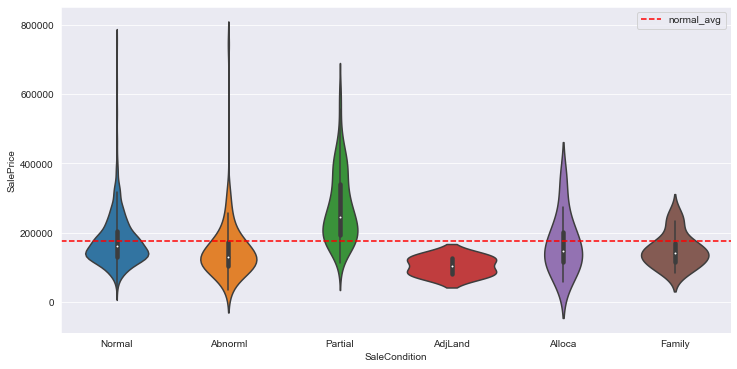 normal_avg
800000
600000
400000
200000
0
SalePrice
Normal Abnorml Partial AdjLand Alloca Family
SaleCondition